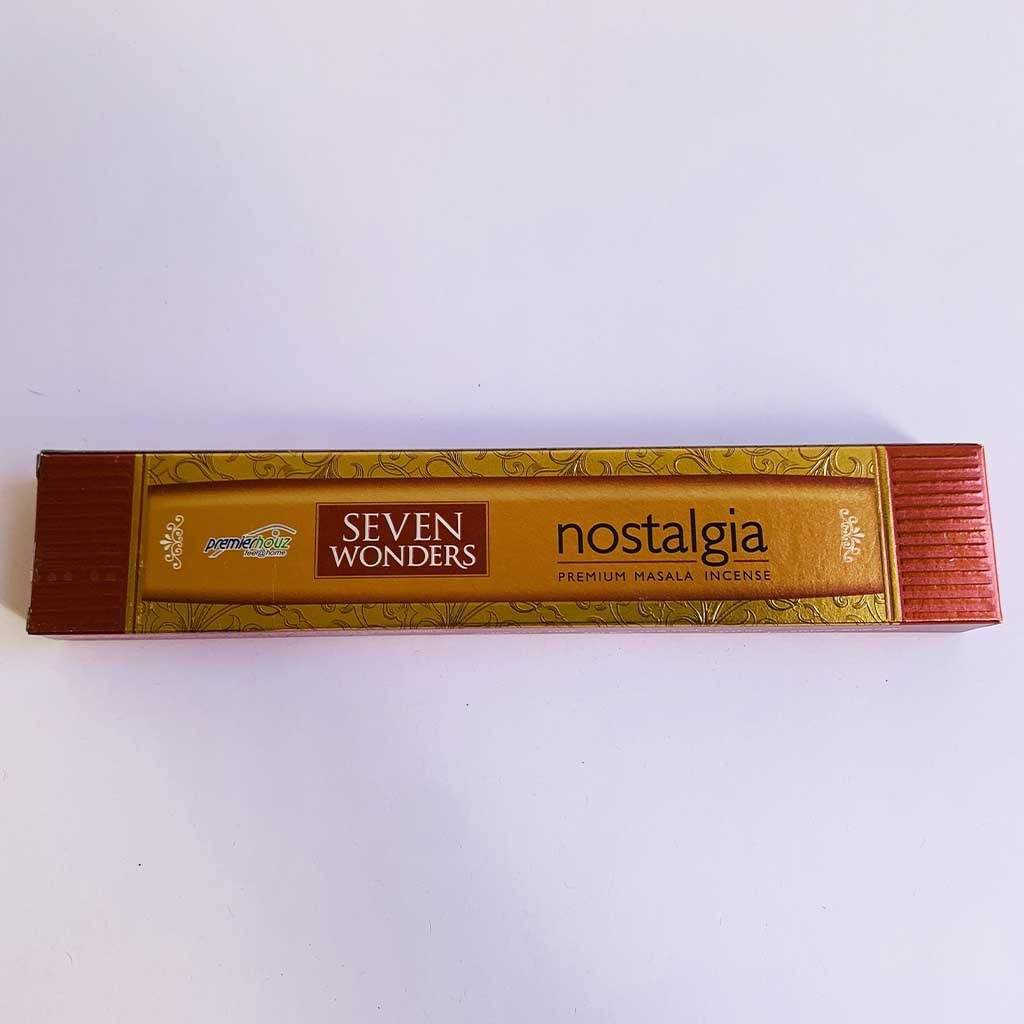 premierhouz
feel@home
SEVEN
WONDERS
nostalgia
PREMIUM MASALA INCENSE